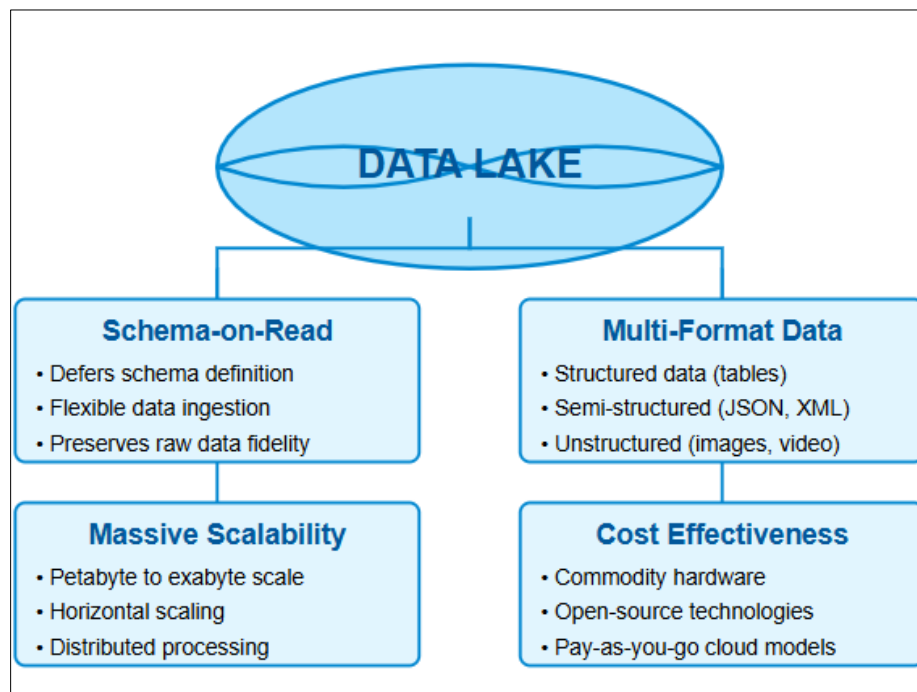 DATA LAKE
Schema-on-Read
• Defers schema definition
• Flexible data ingestion
• Preserves raw data fidelity
Multi-Format Data
• Structured data (tables)
• Semi-structured (JSON, XML)
• Unstructured (images, video)
Massive Scalability
• Petabyte to exabyte scale
• Horizontal scaling
• Distributed processing
Cost Effectiveness
• Commodity hardware
• Open-source technologies
• Pay-as-you-go cloud models